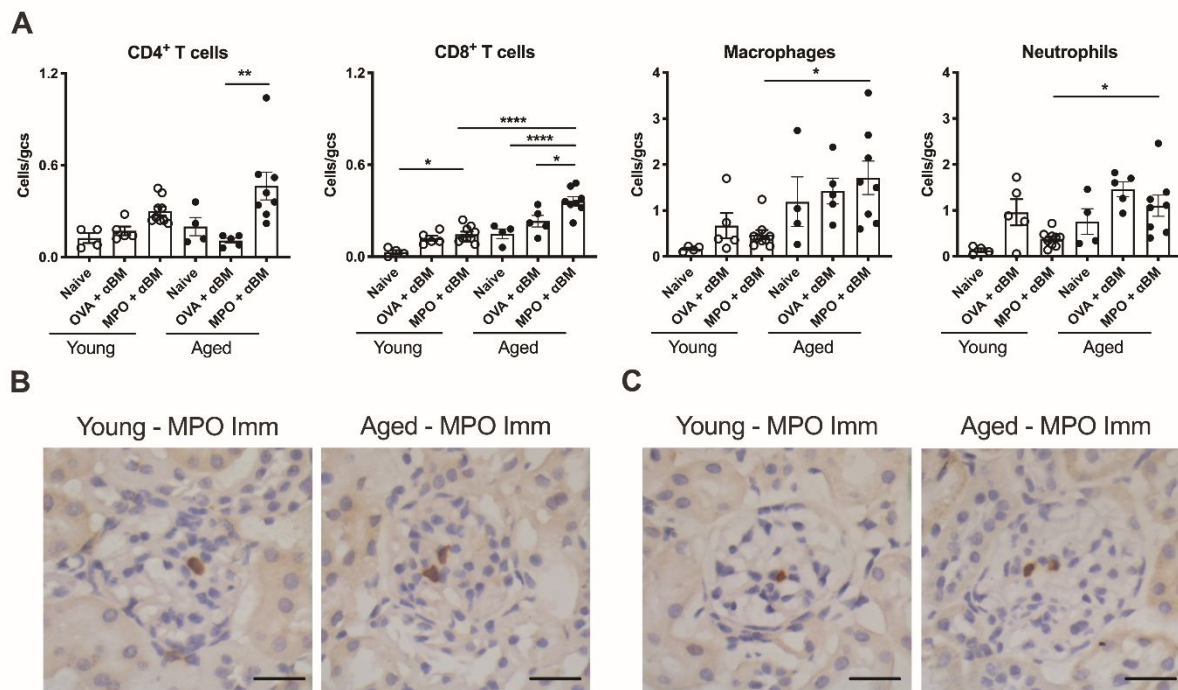 A
CD4+ T cells
Cells/gcs
1.2
0.6
0.0
**
Naive
OVA + αBM
MPO + αBM
Naive
OVA + αBM
MPO + αBM
Young
Aged
CD8+ T cells
Cells/gcs
1.2
0.6
0.0
****
****
*
*
Naive
OVA + αBM
MPO + αBM
Naive
OVA + αBM
MPO + αBM
Young
Aged
Macrophages
Cells/gcs
4
3
2
1
0
*
Naive
OVA + αBM
MPO + αBM
Naive
OVA + αBM
MPO + αBM
Young
Aged
Neutrophils
Cells/gcs
4
3
2
1
0
*
Naive
OVA + αBM
MPO + αBM
Naive
OVA + αBM
MPO + αBM
Young
Aged
B
Young - MPO Imm
Aged - MPO Imm
C
Young - MPO Imm
Aged - MPO Imm